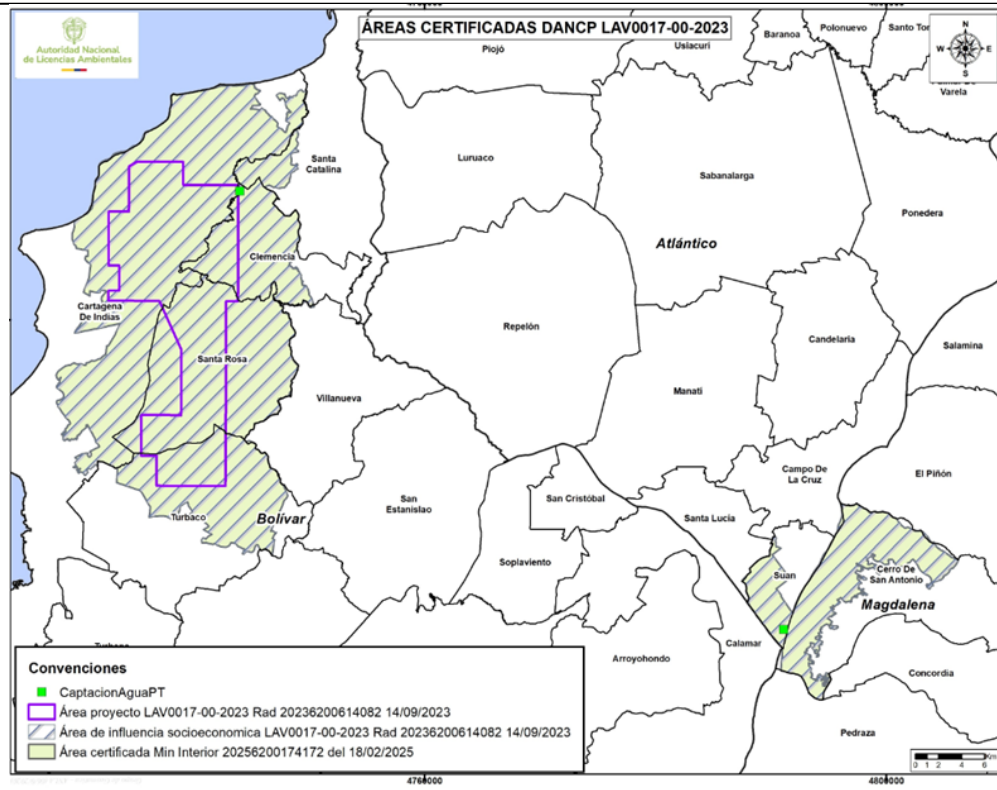 4800000
ÁREAS CERTIFICADAS DANCP LAV0017-00-2023
Autoridad Nacional
de Licencias Ambientales
N
W
E
S
Piojó
Usiacurí
Baranoa
Polonuevo
Santo Tor
Varela
Santa
Catalina
Luruaco
Sabanalarga
Ponedera
Atlántico
Clemencia
Cartagena
De Indias
Repelón
Candelaria
Salamina
Santa Rosa
Villanueva
Manatí
Campo De
La Cruz
El Piñón
San
Estanislao
San Cristóbal
Santa Lucía
Turbaco
Bolívar
Soplaviento
Suan
Cerro De
San Antonio
Magdalena
Calamar
Arroyohondo
Concordia
Pedraza
Convenciones
CaptacionAguaPT
Área proyecto LAV0017-00-2023 Rad 20236200614082 14/09/2023
Área de influencia socioeconomica LAV0017-00-2023 Rad 20236200614082 14/09/2023
Área certificada Min Interior 20256200174172 del 18/02/2025
0 1 2 4 6
Km
4760000
4800000